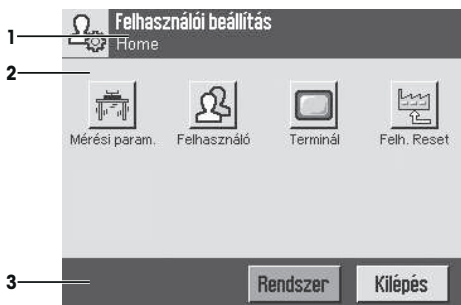 Felhasználói beállítás
1
Home
2
Mérési param. Felhasználó Terminál Felh. Reset
3
Rendszer Kilépés